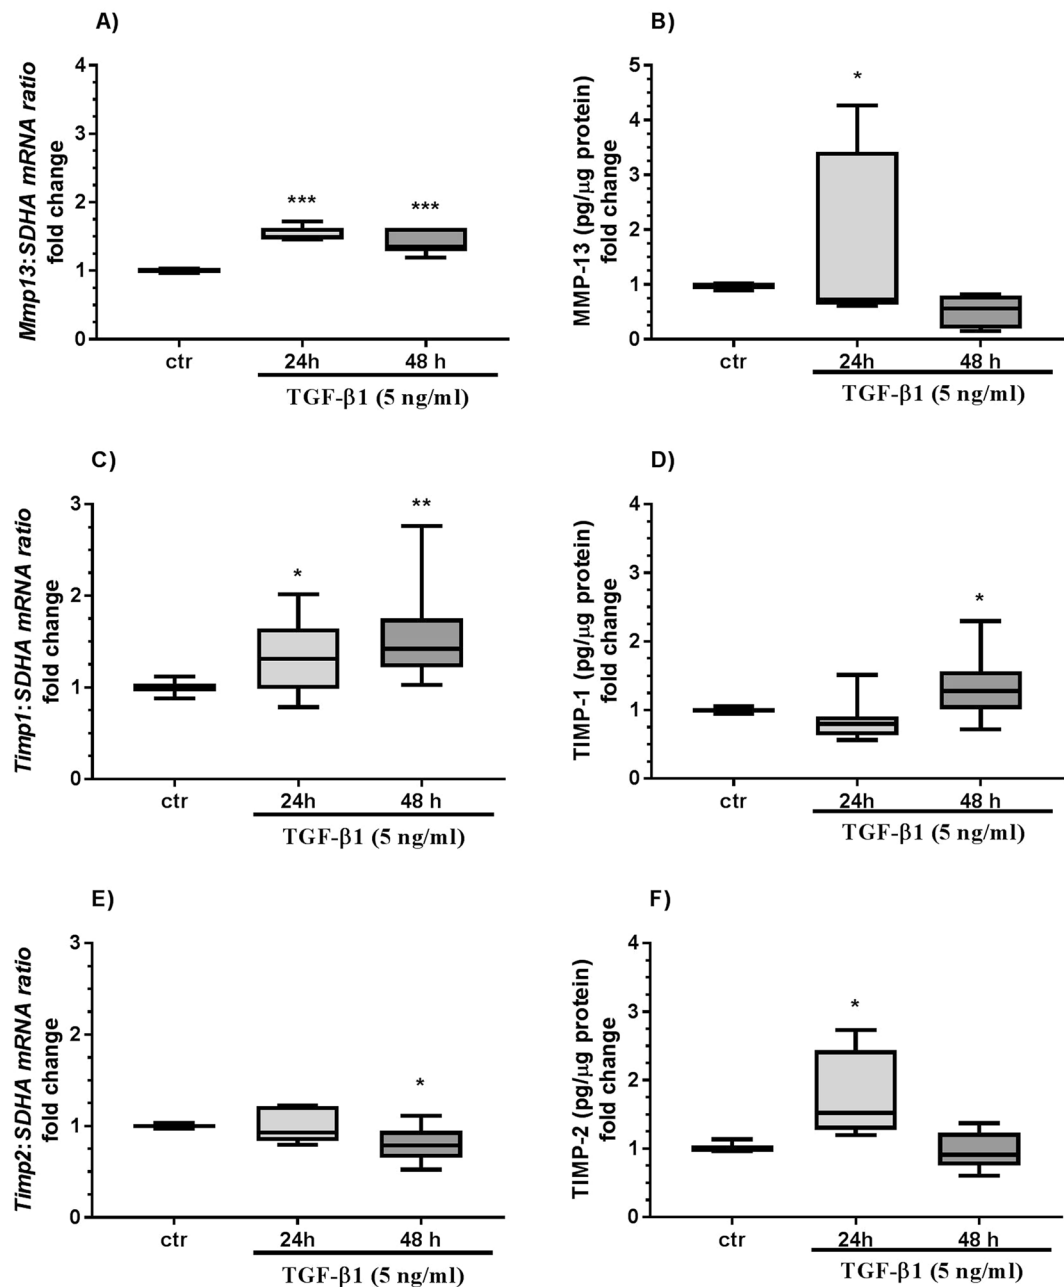 A)
Mmp13:SDHA mRNA ratio
fold change
4
3
2
1
0
***
***
ctr
24h
48 h
TGF-β1 (5 ng/ml)
B)
MMP-13 (pg/µg protein)
fold change
5
4
3
2
1
0
*
ctr
24h
48 h
TGF-β1 (5 ng/ml)
C)
Timp1:SDHA mRNA ratio
fold change
3
2
1
0
*
**
ctr
24h
48 h
TGF-β1 (5 ng/ml)
D)
TIMP-1 (pg/µg protein)
fold change
4
3
2
1
0
*
ctr
24h
48 h
TGF-β1 (5 ng/ml)
E)
Timp2:SDHA mRNA ratio
fold change
3
2
1
0
*
ctr
24h
48 h
TGF-β1 (5 ng/ml)
F)
TIMP-2 (pg/µg protein)
fold change
4
3
2
1
0
*
ctr
24h
48 h
TGF-β1 (5 ng/ml)